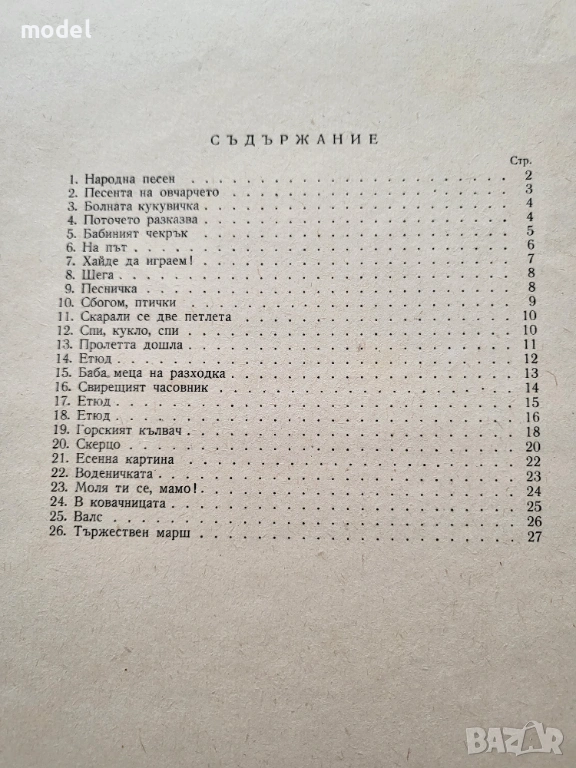 model
СЪДЪРЖАНИЕ
Стр.
1. Народна песен 2
2. Песента на овчарчето 3
3. Болната кукувичка 4
4. Поточето разказва 4
5. Бабиният чекрък 5
6. На път 6
7. Хайде да играем! 7
8. Шега 8
9. Песничка 8
10. Сбогом, птички 9
11. Скарали се две петлета 10
12. Спи, кукло, спи 10
13. Пролетта дошла 11
14. Етюд 12
15. Баба меца на разходка 13
16. Свирещият часовник 14
17. Етюд 15
18. Етюд 16
19. Горският кълвач 18
20. Скерцо 20
21. Есенна картина 22
22. Воденичката 23
23. Моля ти се, мамо! 24
24. В ковачницата 25
25. Валс 26
26. Тържествен марш 27
BAZAR